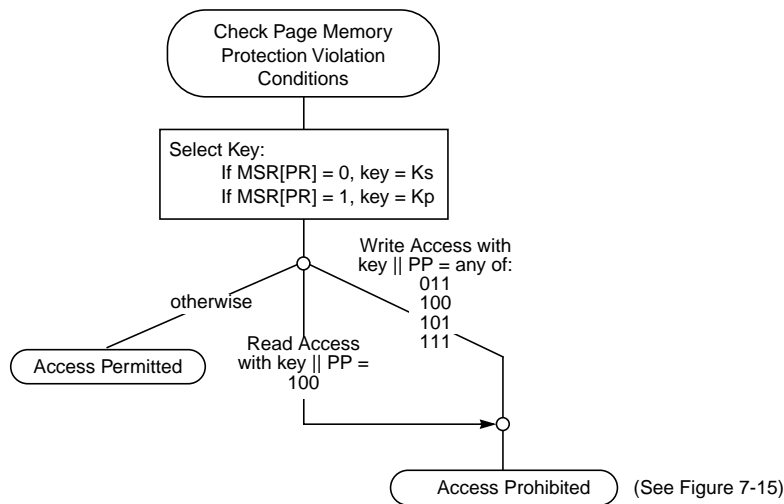 Check Page Memory
Protection Violation
Conditions
Select Key:
If MSR[PR] = 0, key = Ks
If MSR[PR] = 1, key = Kp
Write Access with
key || PP = any of:
011
100
101
111
otherwise
Access Permitted
Read Access
with key || PP =
100
Access Prohibited
(See Figure 7-15)